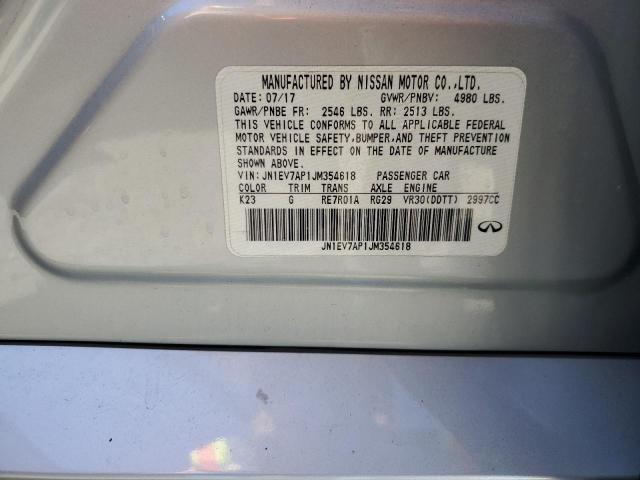 MANUFACTURED BY NISSAN MOTOR CO.,LTD.
DATE: 07/17 GVWR/PNBV: 4980 LBS.
GAWR/PNBE FR: 2546 LBS. RR: 2513 LBS.
THIS VEHICLE CONFORMS TO ALL APPLICABLE FEDERAL
MOTOR VEHICLE SAFETY, BUMPER, AND THEFT PREVENTION
STANDARDS IN EFFECT ON THE DATE OF MANUFACTURE
SHOWN ABOVE.
VIN: JN1EV7AP1JM354618 PASSENGER CAR
COLOR TRIM TRANS AXLE ENGINE
K23 G RE7R01A RG29 VR30(DDTT) 2997CC
JN1EV7AP1JM354618